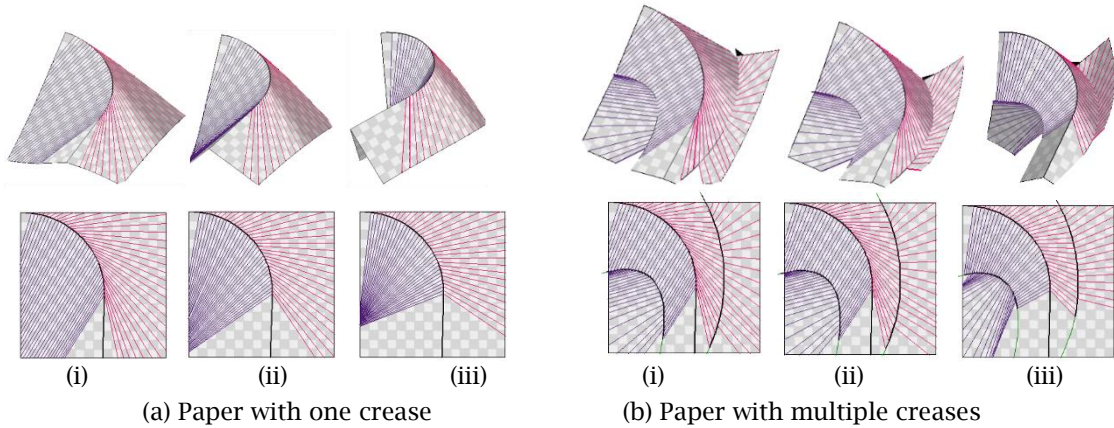 (i) (ii) (iii) (i) (ii) (iii)
(a) Paper with one crease (b) Paper with multiple creases